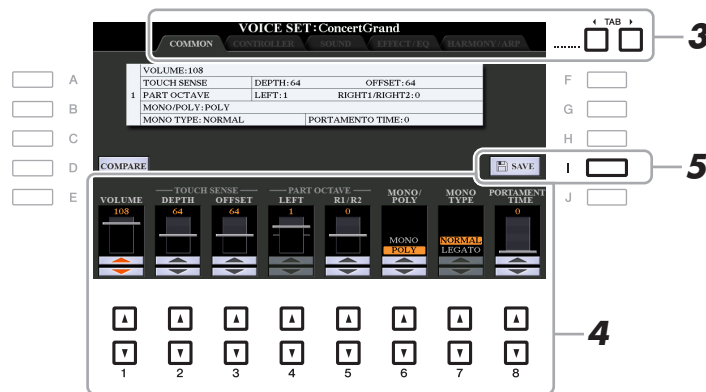 VOICE SET:ConcertGrand
COMMON CONTROLLER SOUND EFFECT/EQ HARMONY/ARP
TAB
3
VOLUME:108
TOUCH SENSE DEPTH:64 OFFSET:64
1 PART OCTAVE LEFT:1 RIGHT1/RIGHT2:0
MONO/POLY:POLY
MONO TYPE:NORMAL PORTAMENTO TIME:0
A
B
C
D
E
F
G
H
I
J
COMPARE
SAVE
5
TOUCH SENSE PART OCTAVE
VOLUME DEPTH OFFSET LEFT R1/R2 MONO/POLY MONO TYPE PORTAMENT TIME
108 64 64 1 0 0
MONO NORMAL
POLY LEGATO
4
1 2 3 4 5 6 7 8